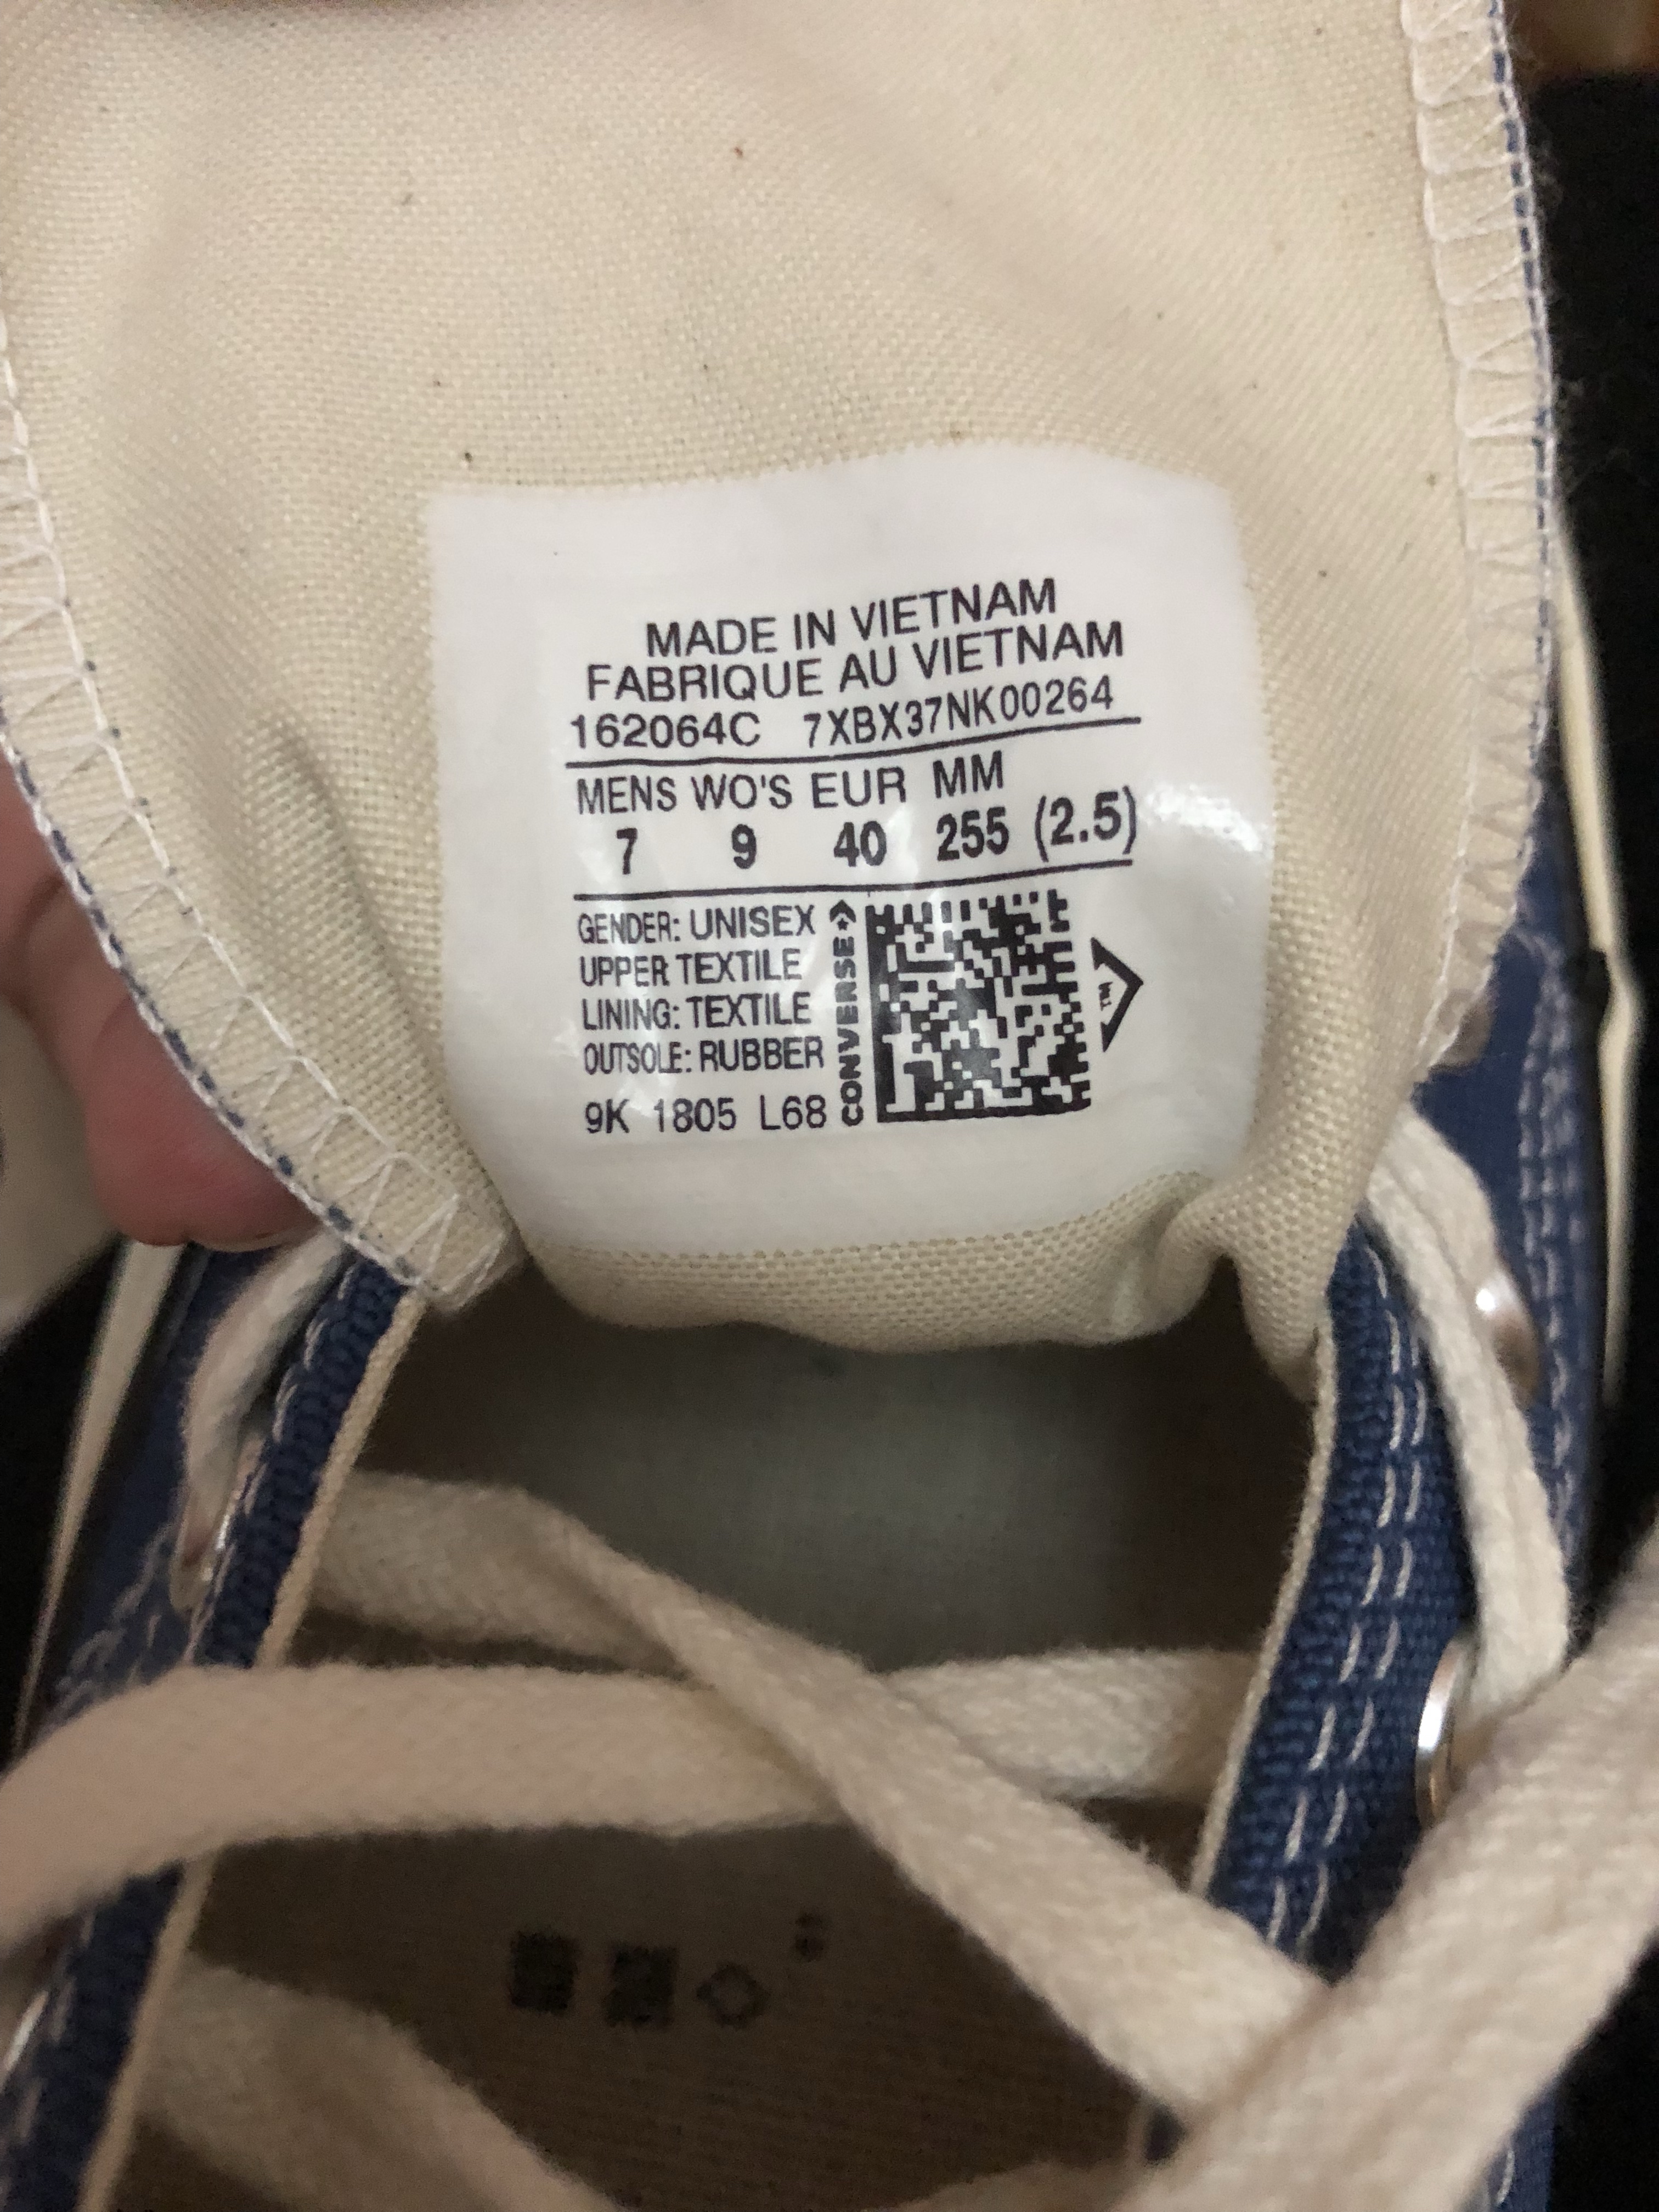 MADE IN VIETNAM
FABRIQUE AU VIETNAM
162064C 7XBX37NK00264
MENS WO'S EUR MM
7 9 40 255 (2.5)
GENDER: UNISEX
UPPER TEXTILE
LINING: TEXTILE
OUTSOLE: RUBBER
9K 1805 L68
CONVERSE
TM